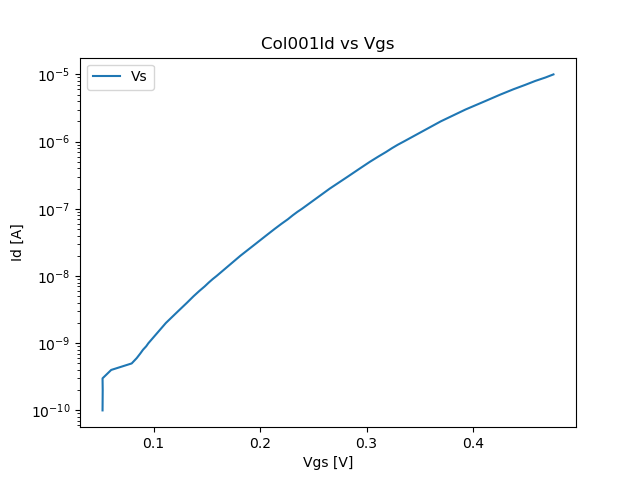 Col001Id vs Vgs
Vs
10⁻⁵
10⁻⁶
10⁻⁷
10⁻⁸
10⁻⁹
10⁻¹⁰
Id [A]
0.1 0.2 0.3 0.4
Vgs [V]